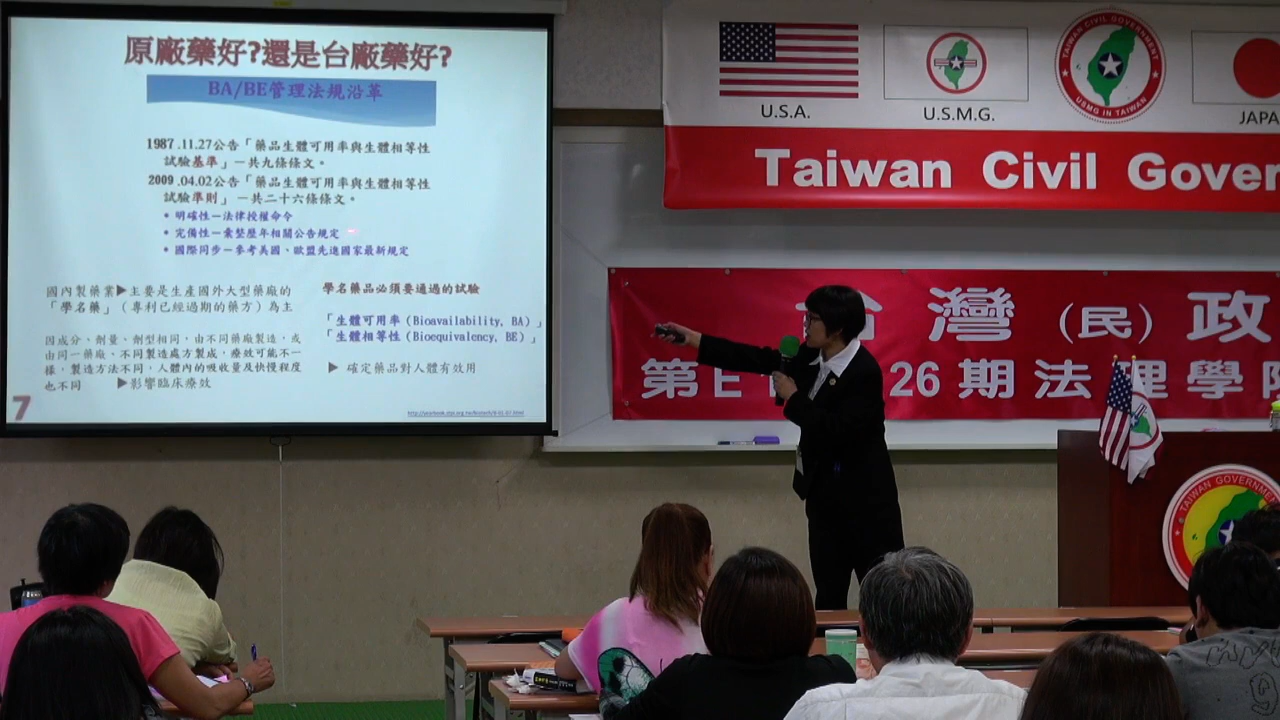 原廠藥好?還是台廠藥好?
BA/BE管理法規沿革
1987.11.27公告「藥品生體可用率與生體相等性
試驗基準」－共九條條文。
2009.04.02公告「藥品生體可用率與生體相等性
試驗準則」－共二十六條條文。
• 明確性－法律授權命令
• 完備性－彙整歷年相關公告規定
• 國際同步－參考美國、歐盟先進國家最新規定
國內製藥業▶主要是生產國外大型藥廠的
「學名藥」（專利已經過期的藥方）為主
因成分、劑量、劑型相同，由不同藥廠製造，或
由同一藥廠、不同製造處方製成，療效可能不一
樣，製造方法不同，人體內的吸收量及快慢程度
也不同 ▶影響臨床療效
學名藥品必須要通過的試驗
「生體可用率（Bioavailability, BA）」
「生體相等性（Bioequivalency, BE）」
▶ 確定藥品對人體有效用
7
U.S.A.
U.S.M.G.
TAIWAN CIVIL GOVERNMENT
USMG IN TAIWAN
JAPA
Taiwan Civil Gover
台灣（民）政
第E 26期法理學院
TAIWAN GOVERNMENT